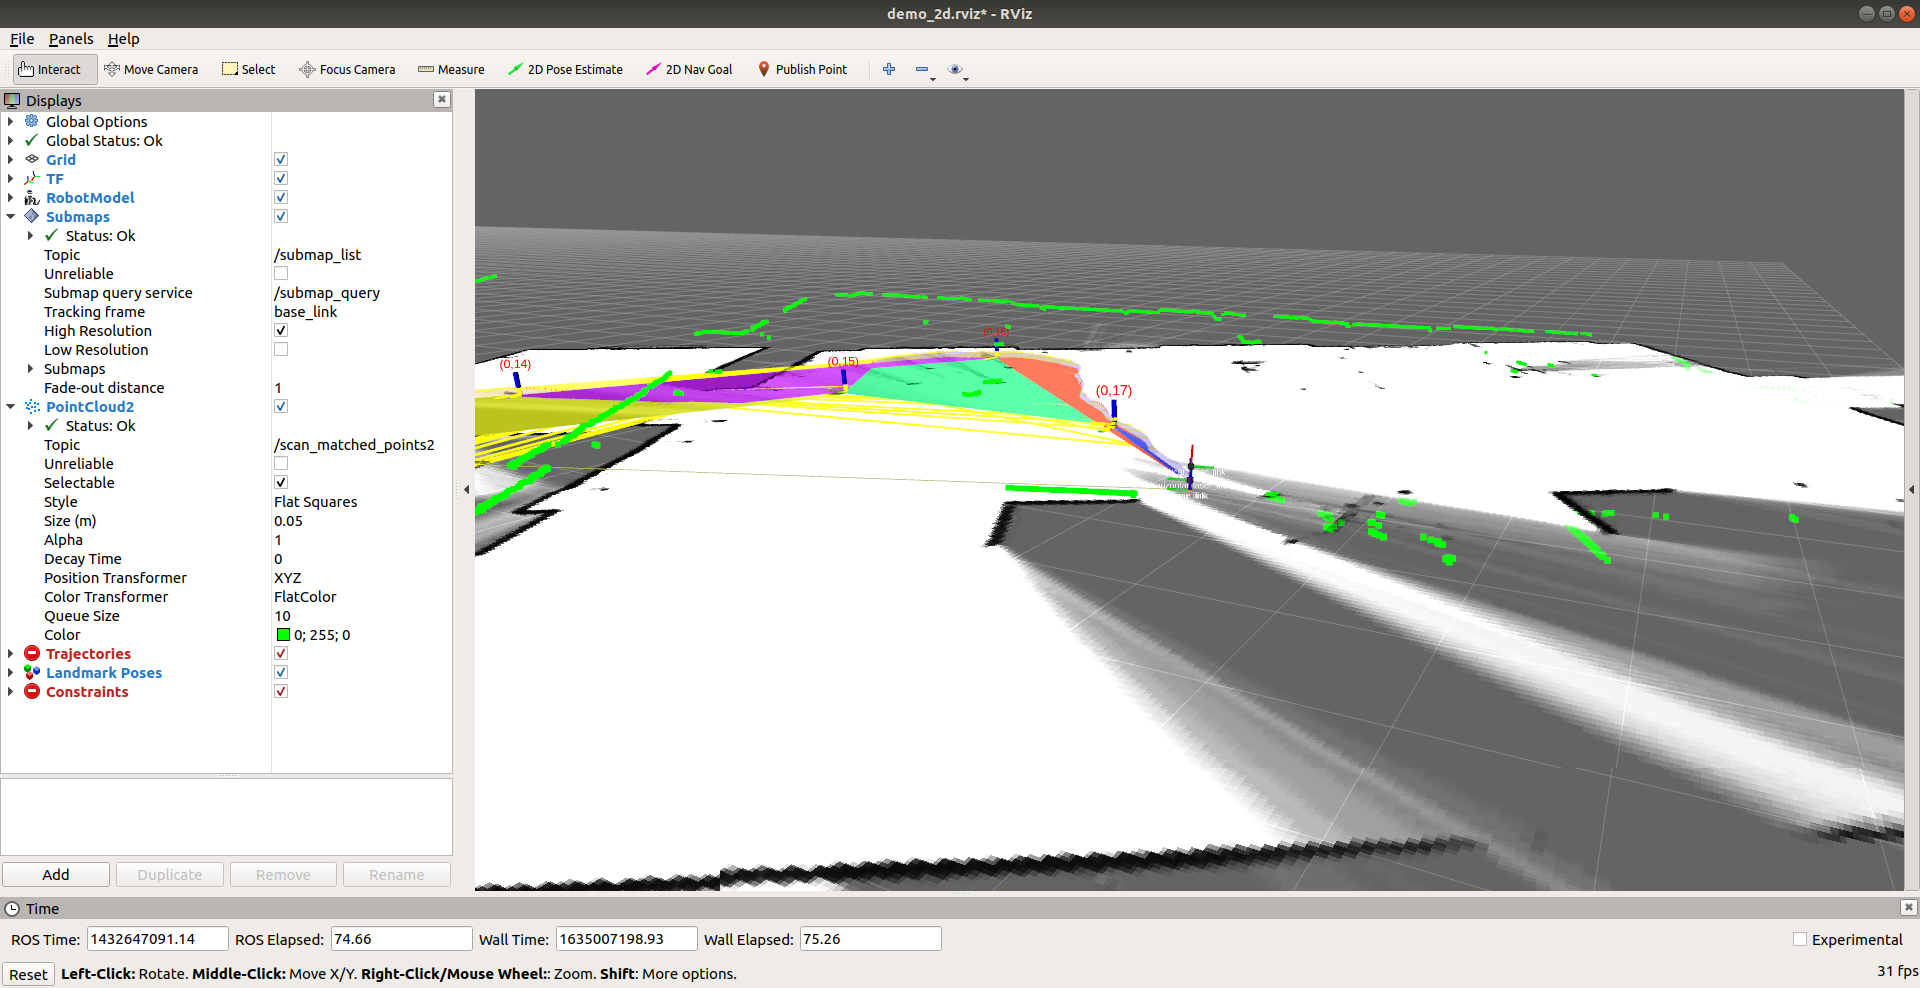 demo_2d.rviz* - RViz
File Panels Help
Interact Move Camera Select Focus Camera Measure 2D Pose Estimate 2D Nav Goal Publish Point
Displays
Global Options
Global Status: Ok
Grid
TF
RobotModel
Submaps
Status: Ok
Topic /submap_list
Unreliable
Submap query service /submap_query
Tracking frame base_link
High Resolution
Low Resolution
Submaps
Fade-out distance 1
PointCloud2
Status: Ok
Topic /scan_matched_points2
Unreliable
Selectable
Style Flat Squares
Size (m) 0.05
Alpha 1
Decay Time 0
Position Transformer XYZ
Color Transformer FlatColor
Queue Size 10
Color 0; 255; 0
Trajectories
Landmark Poses
Constraints
Add Duplicate Remove Rename
(0,14)
(0,15)
(0,17)
Time
ROS Time: 1432647091.14 ROS Elapsed: 74.66 Wall Time: 1635007198.93 Wall Elapsed: 75.26 Experimental
Reset Left-Click: Rotate. Middle-Click: Move X/Y. Right-Click/Mouse Wheel:: Zoom. Shift: More options. 31 fps